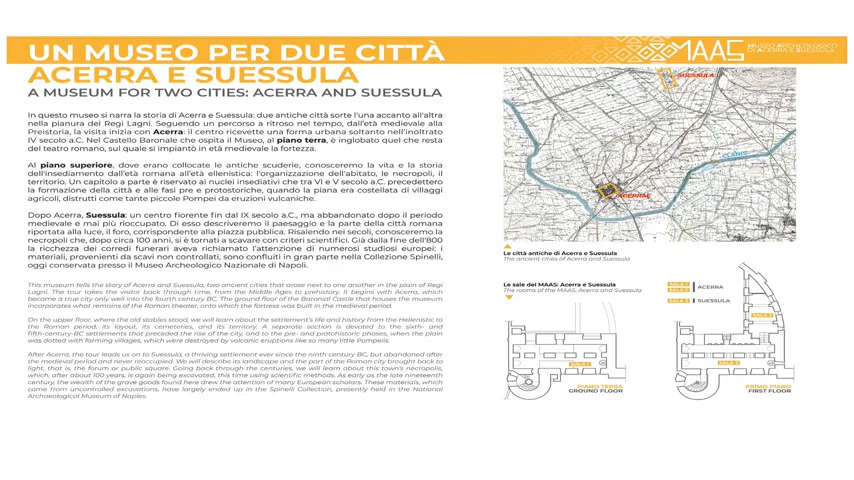 UN MUSEO PER DUE CITTÀ
ACERRA E SUESSULA
A MUSEUM FOR TWO CITIES: ACERRA AND SUESSULA
MAAS
MUSEO ARCHEOLOGICO
DI ACERRA E SUESSULA
In questo museo si narra la storia di Acerra e Suessula: due antiche città sorte l'una accanto all'altra
nella pianura dei Regi Lagni. Seguendo un percorso a ritroso nel tempo, dall'età medievale alla
Preistoria, la visita inizia con Acerra: il centro ricevette una forma urbana soltanto nell'inoltrato
IV secolo a.C. Nel Castello Baronale che ospita il Museo, al piano terra, è inglobato quel che resta
del teatro romano, sul quale si impiantò in età medievale la fortezza.
Al piano superiore, dove erano collocate le antiche scuderie, conosceremo la vita e la storia
dell'insediamento dall'età romana all'età ellenistica: l'organizzazione dell'abitato, le necropoli, il
territorio. Un capitolo a parte è riservato ai nuclei insediativi che tra VI e V secolo a.C. precedettero
la formazione della città e alle fasi pre e protostoriche, quando la piana era costellata di villaggi
agricoli, distrutti come tante piccole Pompei da eruzioni vulcaniche.
Dopo Acerra, Suessula: un centro fiorente fin dal IX secolo a.C., ma abbandonato dopo il periodo
medievale e mai più rioccupato. Di esso descriveremo il paesaggio e la parte della città romana
riportata alla luce, il foro, corrispondente alla piazza pubblica. Risalendo nei secoli, conosceremo la
necropoli che, dopo circa 100 anni, si è tornati a scavare con criteri scientifici. Già dalla fine dell'800
la ricchezza dei corredi funerari aveva richiamato l'attenzione di numerosi studiosi europei: i
materiali, provenienti da scavi non controllati, sono confluiti in gran parte nella Collezione Spinelli,
oggi conservata presso il Museo Archeologico Nazionale di Napoli.
This museum tells the story of Acerra and Suessula, two ancient cities that arose next to one another in the plain of Regi
Lagni. The tour takes the visitor back through time, from the Middle Ages to prehistory. It begins with Acerra, which
became a true city only well into the fourth century BC. The ground floor of the Baronial Castle that houses the museum
incorporates what remains of the Roman theater, onto which the fortress was built in the medieval period.
On the upper floor, where the old stables stood, we will learn about the settlement's life and history from the Hellenistic to
the Roman period, its layout, its cemeteries, and its territory. A separate section is devoted to the sixth- and
fifth-century BC settlements that preceded the rise of the city, and to the pre- and protohistoric phases, when the plain
was dotted with farming villages, which were destroyed by volcanic eruptions like so many little Pompeiis.
After Acerra, the tour leads us on to Suessula, a thriving settlement ever since the ninth century BC, but abandoned after
the medieval period and never reoccupied. We will describe its landscape and the part of the Roman city brought back to
light, that is, the forum or public square. Going back through the centuries, we will learn about this town's necropolis,
which, after about 100 years, is again being excavated, this time using scientific methods. As early as the late nineteenth
century, the wealth of the grave goods found here drew the attention of many European scholars. These materials, which
came from uncontrolled excavations, have largely ended up in the Spinelli Collection, presently held in the National
Archaeological Museum of Naples.
SUESSULA
CLANIS
ACERRAE
Le città antiche di Acerra e Suessula
The ancient cities of Acerra and Suessula
Le sale del MAAS: Acerra e Suessula
The rooms of the MAAS: Acerra and Suessula
SALA 1
SALA 2
ACERRA
SALA 3
SUESSULA
SALA 1
PIANO TERRA
GROUND FLOOR
SALA 3
SALA 2
PRIMO PIANO
FIRST FLOOR